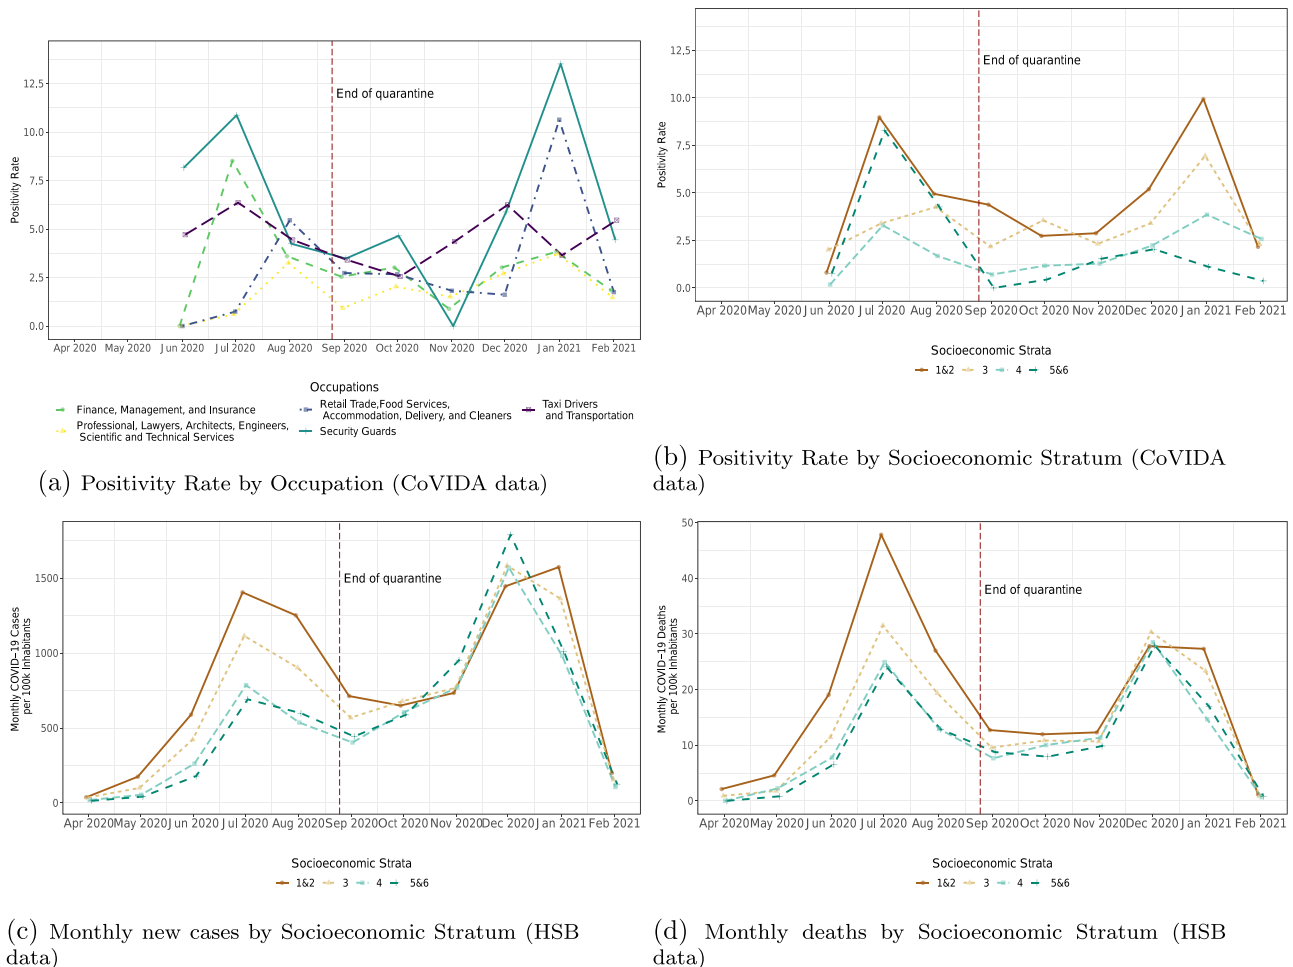 12.5
10.0
7.5
5.0
2.5
0.0
Positivity Rate
End of quarantine
Apr 2020 May 2020 Jun 2020 Jul 2020 Aug 2020 Sep 2020 Oct 2020 Nov 2020 Dec 2020 Jan 2021 Feb 2021
Occupations
Finance, Management, and Insurance
Professional, Lawyers, Architects, Engineers,
Scientific and Technical Services
Retail Trade,Food Services,
Accommodation, Delivery, and Cleaners
Security Guards
Taxi Drivers
and Transportation
(a) Positivity Rate by Occupation (CoVIDA data)
12.5
10.0
7.5
5.0
2.5
0.0
Positivity Rate
End of quarantine
Apr 2020 May 2020 Jun 2020 Jul 2020 Aug 2020 Sep 2020 Oct 2020 Nov 2020 Dec 2020 Jan 2021 Feb 2021
Socioeconomic Strata
1&2 3 4 5&6
(b) Positivity Rate by Socioeconomic Stratum (CoVIDA
data)
1500
1000
500
0
Monthly COVID−19 Cases
per 100k Inhabitants
End of quarantine
Apr 2020 May 2020 Jun 2020 Jul 2020 Aug 2020 Sep 2020 Oct 2020 Nov 2020 Dec 2020 Jan 2021 Feb 2021
Socioeconomic Strata
1&2 3 4 5&6
(c) Monthly new cases by Socioeconomic Stratum (HSB
data)
50
40
30
20
10
0
Monthly COVID−19 Deaths
per 100k Inhabitants
End of quarantine
Apr 2020 May 2020 Jun 2020 Jul 2020 Aug 2020 Sep 2020 Oct 2020 Nov 2020 Dec 2020 Jan 2021 Feb 2021
Socioeconomic Strata
1&2 3 4 5&6
(d) Monthly deaths by Socioeconomic Stratum (HSB
data)